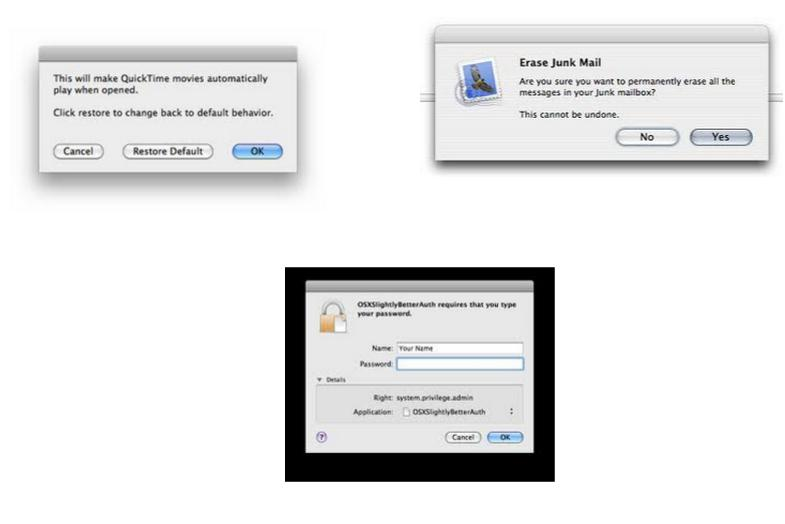 This will make QuickTime movies automatically
play when opened.
Click restore to change back to default behavior.
Cancel Restore Default OK
Erase Junk Mail
Are you sure you want to permanently erase all the
messages in your Junk mailbox?
This cannot be undone.
No Yes
OSXSlightlyBetterAuth requires that you type
your password.
Name: Your Name
Password:
Details
Right: system.privilege.admin
Application: OSXSlightlyBetterAuth
? Cancel OK